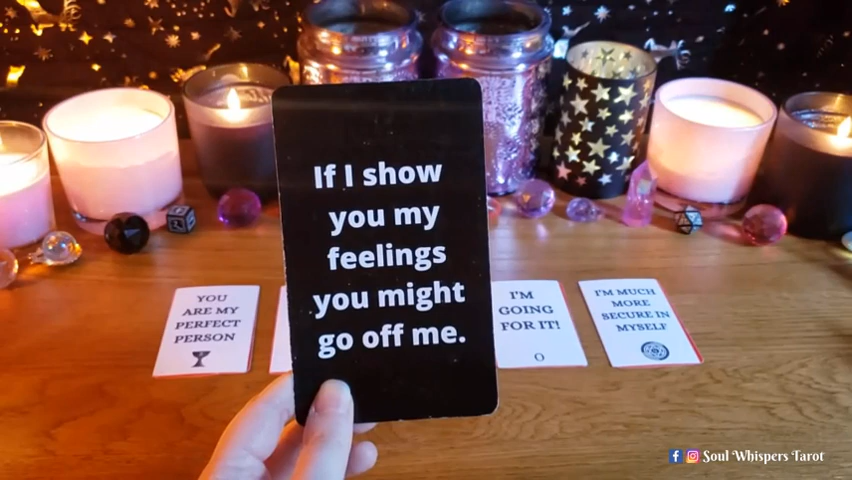 If I show
you my
feelings
you might
go off me.
YOU
ARE MY
PERFECT
PERSON
I'M
GOING
FOR IT!
I'M MUCH
MORE
SECURE IN
MYSELF
Soul Whispers Tarot